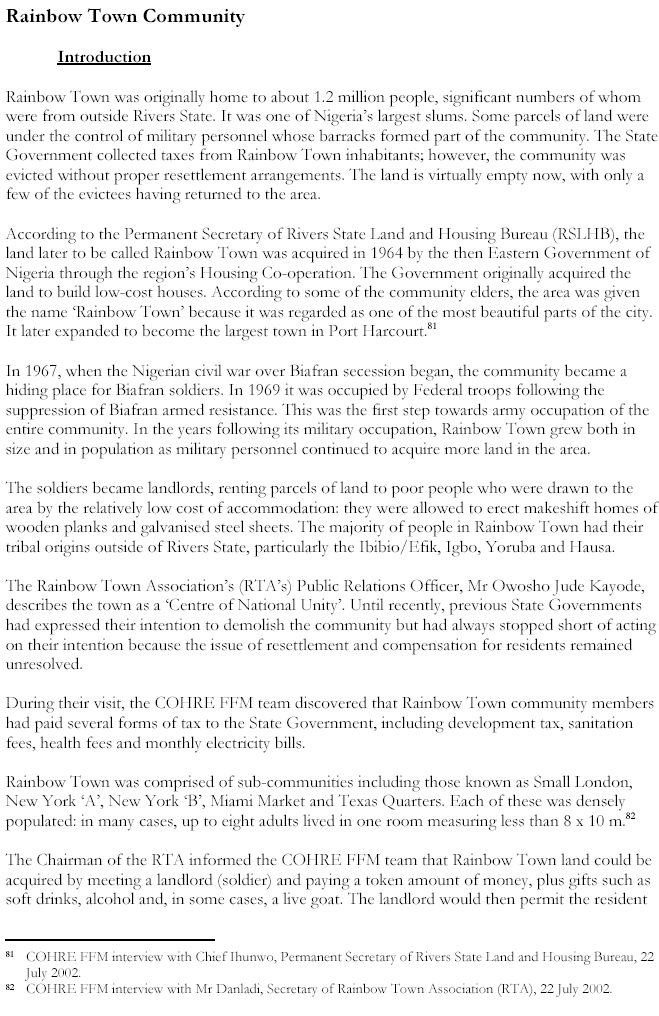 Rainbow Town Community
Introduction
Rainbow Town was originally home to about 1.2 million people, significant numbers of whom
were from outside Rivers State. It was one of Nigeria's largest slums. Some parcels of land were
under the control of military personnel whose barracks formed part of the community. The State
Government collected taxes from Rainbow Town inhabitants; however, the community was
evicted without proper resettlement arrangements. The land is virtually empty now, with only a
few of the evictees having returned to the area.
According to the Permanent Secretary of Rivers State Land and Housing Bureau (RSLHB), the
land later to be called Rainbow Town was acquired in 1964 by the then Eastern Government of
Nigeria through the region's Housing Co-operation. The Government originally acquired the
land to build low-cost houses. According to some of the community elders, the area was given
the name 'Rainbow Town' because it was regarded as one of the most beautiful parts of the city.
It later expanded to become the largest town in Port Harcourt.81
In 1967, when the Nigerian civil war over Biafran secession began, the community became a
hiding place for Biafran soldiers. In 1969 it was occupied by Federal troops following the
suppression of Biafran armed resistance. This was the first step towards army occupation of the
entire community. In the years following its military occupation, Rainbow Town grew both in
size and in population as military personnel continued to acquire more land in the area.
The soldiers became landlords, renting parcels of land to poor people who were drawn to the
area by the relatively low cost of accommodation: they were allowed to erect makeshift homes of
wooden planks and galvanised steel sheets. The majority of people in Rainbow Town had their
tribal origins outside of Rivers State, particularly the Ibibio/Efik, Igbo, Yoruba and Hausa.
The Rainbow Town Association's (RTA's) Public Relations Officer, Mr Owosho Jude Kayode,
describes the town as a 'Centre of National Unity'. Until recently, previous State Governments
had expressed their intention to demolish the community but had always stopped short of acting
on their intention because the issue of resettlement and compensation for residents remained
unresolved.
During their visit, the COHRE FFM team discovered that Rainbow Town community members
had paid several forms of tax to the State Government, including development tax, sanitation
fees, health fees and monthly electricity bills.
Rainbow Town was comprised of sub-communities including those known as Small London,
New York 'A', New York 'B', Miami Market and Texas Quarters. Each of these was densely
populated: in many cases, up to eight adults lived in one room measuring less than 8 x 10 m.82
The Chairman of the RTA informed the COHRE FFM team that Rainbow Town land could be
acquired by meeting a landlord (soldier) and paying a token amount of money, plus gifts such as
soft drinks, alcohol and, in some cases, a live goat. The landlord would then permit the resident
81 COHRE FFM interview with Chief Ihunwo, Permanent Secretary of Rivers State Land and Housing Bureau, 22
July 2002.
82 COHRE FFM interview with Mr Danladi, Secretary of Rainbow Town Association (RTA), 22 July 2002.